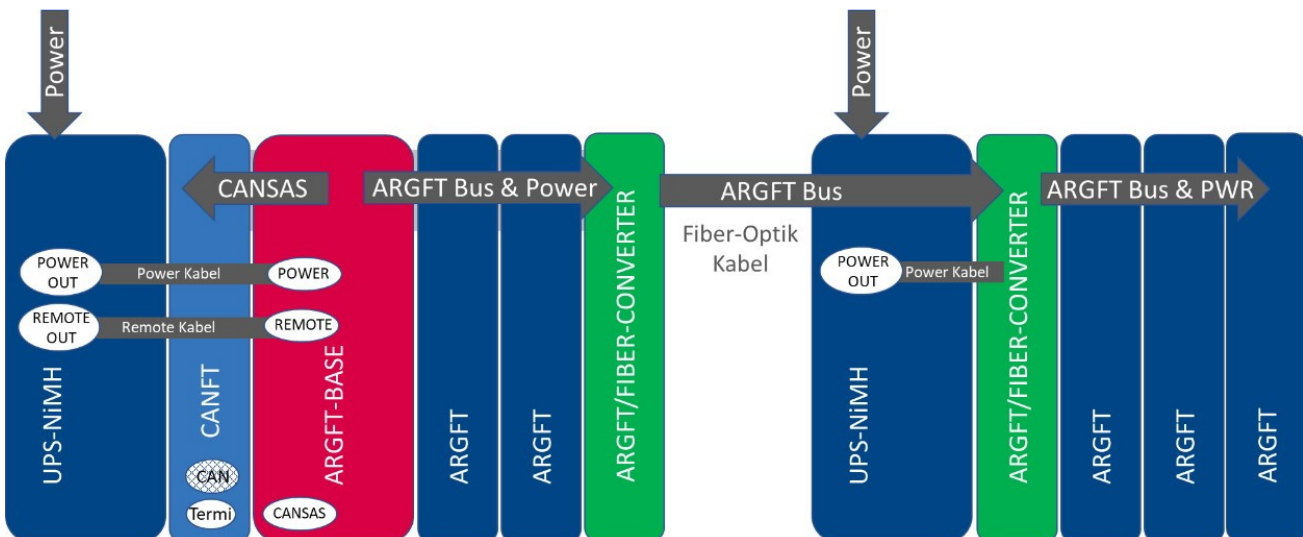 Power
Power
CANSAS
ARGFT Bus & Power
ARGFT Bus
ARGFT Bus & PWR
Fiber-Optik
Kabel
POWER
OUT
Power Kabel
POWER
POWER
OUT
Power Kabel
REMOTE
OUT
Remote Kabel
REMOTE
UPS-NiMH
CANFT
ARGFT-BASE
ARGFT
ARGFT
ARGFT/FIBER-CONVERTER
UPS-NiMH
ARGFT/FIBER-CONVERTER
ARGFT
ARGFT
ARGFT
CAN
Termi
CANSAS